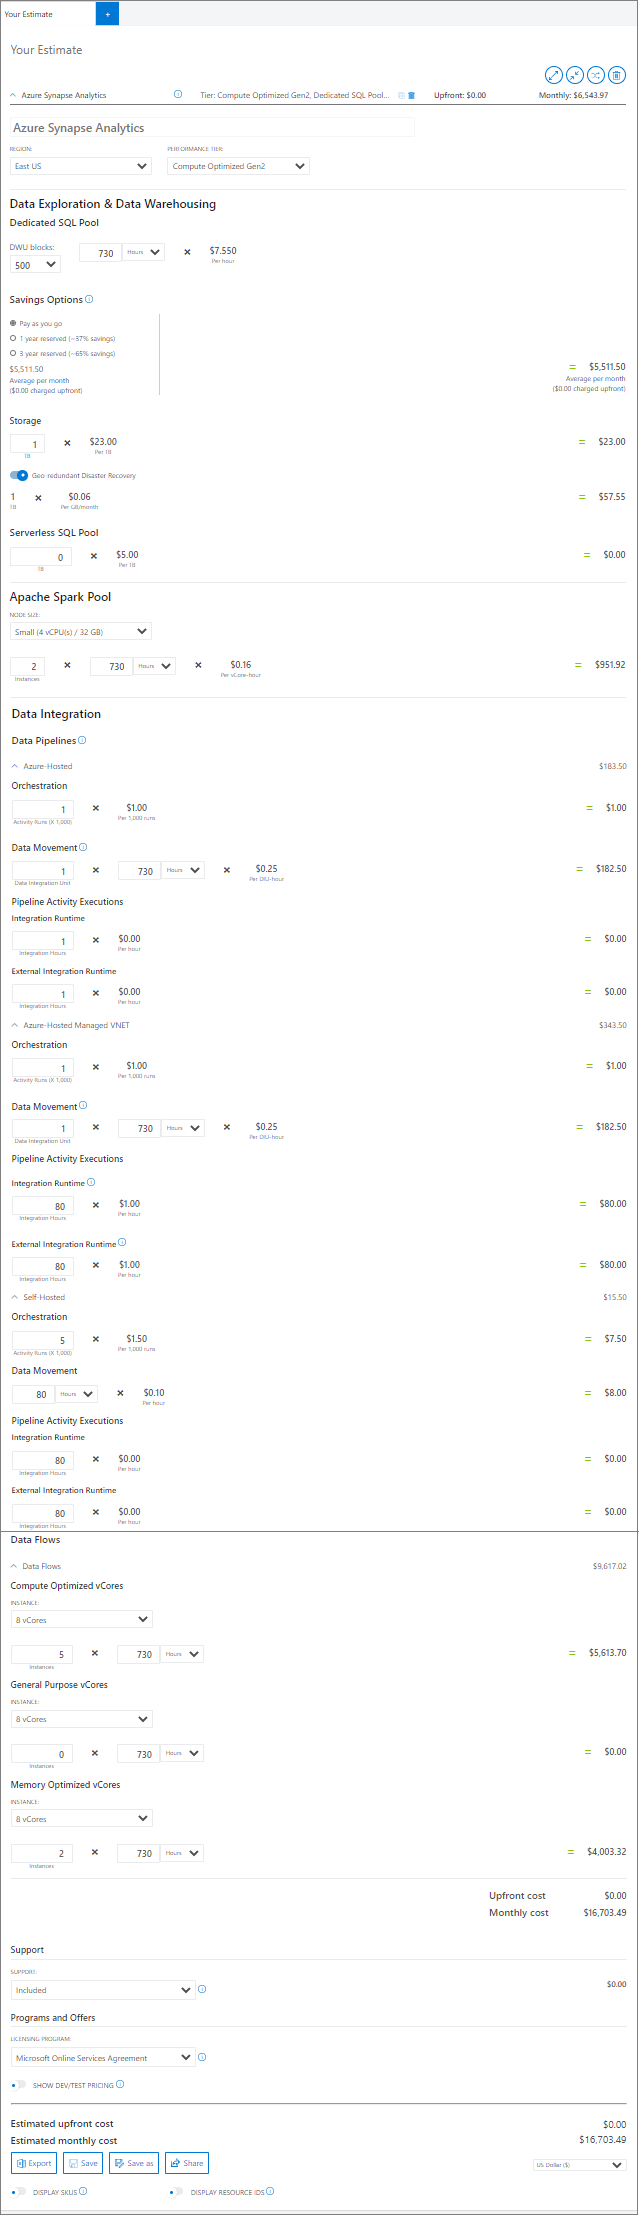 Your Estimate
+
Your Estimate
Azure Synapse Analytics Tier: Compute Optimized Gen2, Dedicated SQL Pool... Upfront: $0.00 Monthly: $6,543.97
Azure Synapse Analytics
REGION: PERFORMANCE TIER:
East US Compute Optimized Gen2
Data Exploration & Data Warehousing
Dedicated SQL Pool
DWU blocks:
500 730 Hours × $7.550
Per hour
Savings Options
Pay as you go
1 year reserved (~37% savings)
3 year reserved (~65% savings)
$5,511.50 = $5,511.50
Average per month Average per month
($0.00 charged upfront) ($0.00 charged upfront)
Storage
1 × $23.00 = $23.00
TB Per TB
Geo-redundant Disaster Recovery
1 × $0.06 = $57.55
TB Per GB/month
Serverless SQL Pool
0 × $5.00 = $0.00
TB Per TB
Apache Spark Pool
NODE SIZE:
Small (4 vCPU(s) / 32 GB)
2 × 730 Hours × $0.16 = $951.92
Instances Per vCore-hour
Data Integration
Data Pipelines
Azure-Hosted $183.50
Orchestration
1 × $1.00 = $1.00
Activity Runs (X 1,000) Per 1,000 runs
Data Movement
1 × 730 Hours × $0.25 = $182.50
Data Integration Unit Per DIU-hour
Pipeline Activity Executions
Integration Runtime
1 × $0.00 = $0.00
Integration Hours Per hour
External Integration Runtime
1 × $0.00 = $0.00
Integration Hours Per hour
Azure-Hosted Managed VNET $343.50
Orchestration
1 × $1.00 = $1.00
Activity Runs (X 1,000) Per 1,000 runs
Data Movement
1 × 730 Hours × $0.25 = $182.50
Data Integration Unit Per DIU-hour
Pipeline Activity Executions
Integration Runtime
80 × $1.00 = $80.00
Integration Hours Per hour
External Integration Runtime
80 × $1.00 = $80.00
Integration Hours Per hour
Self-Hosted $15.50
Orchestration
5 × $1.50 = $7.50
Activity Runs (X 1,000) Per 1,000 runs
Data Movement
80 Hours × $0.10 = $8.00
Per hour
Pipeline Activity Executions
Integration Runtime
80 × $0.00 = $0.00
Integration Hours Per hour
External Integration Runtime
80 × $0.00 = $0.00
Integration Hours Per hour
Data Flows
Data Flows $9,617.02
Compute Optimized vCores
INSTANCE:
8 vCores
5 × 730 Hours = $5,613.70
Instances
General Purpose vCores
INSTANCE:
8 vCores
0 × 730 Hours = $0.00
Instances
Memory Optimized vCores
INSTANCE:
8 vCores
2 × 730 Hours = $4,003.32
Instances
Upfront cost $0.00
Monthly cost $16,703.49
Support
SUPPORT:
Included $0.00
Programs and Offers
LICENSING PROGRAM:
Microsoft Online Services Agreement
SHOW DEV/TEST PRICING
Estimated upfront cost $0.00
Estimated monthly cost $16,703.49
Export Save Save as Share US Dollar ($)
DISPLAY SKUS DISPLAY RESOURCE IDS